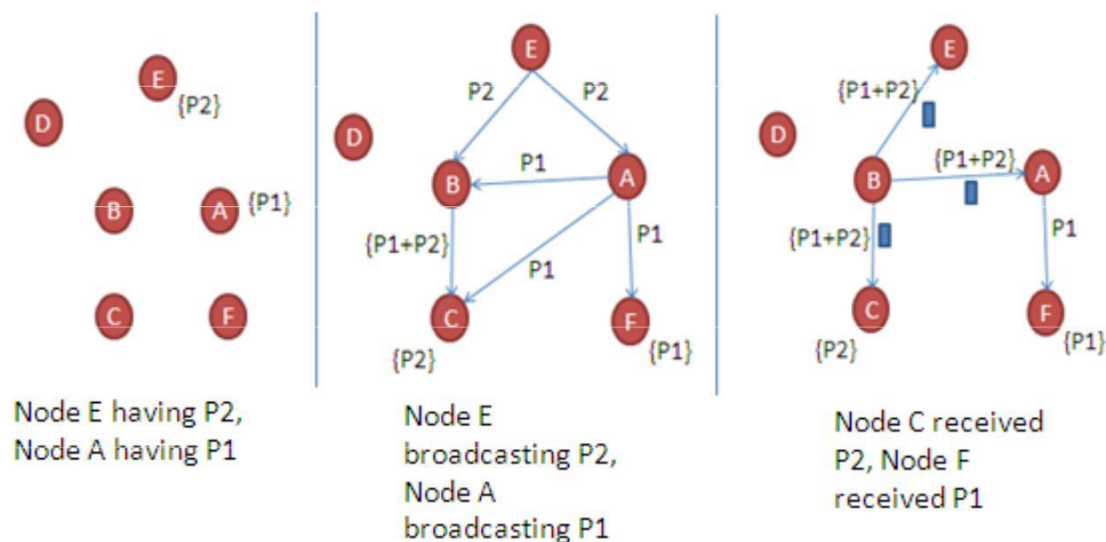 E
{P2}
D
B
A
{P1}
C
F
Node E having P2,
Node A having P1
E
P2
P2
D
P1
B
A
{P1+P2}
P1
P1
C
F
{P2}
{P1}
Node E
broadcasting P2,
Node A
broadcasting P1
E
{P1+P2}
D
{P1+P2}
B
A
{P1+P2}
P1
C
F
{P2}
{P1}
Node C received
P2, Node F
received P1